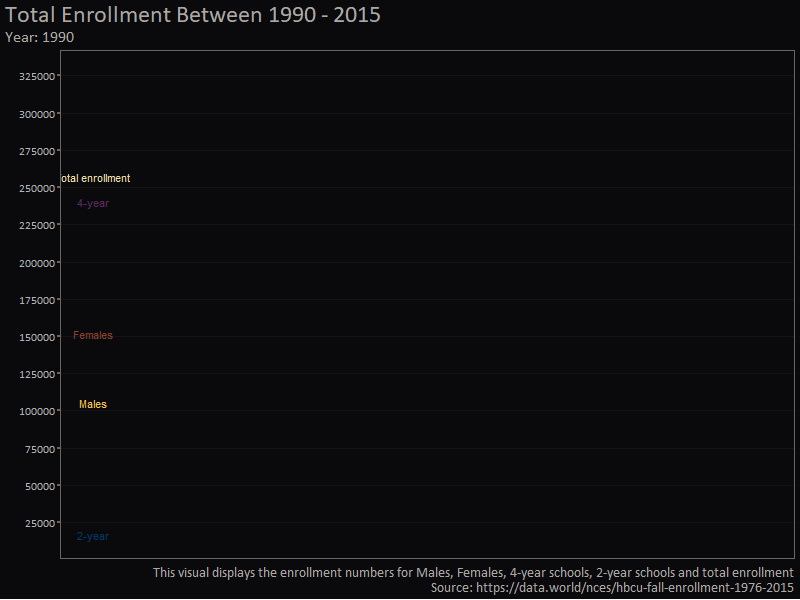 Total Enrollment Between 1990 - 2015
Year: 1990
325000
300000
275000
otal enrollment
250000
4-year
225000
200000
175000
150000
Females
125000
Males
100000
75000
50000
25000
2-year
This visual displays the enrollment numbers for Males, Females, 4-year schools, 2-year schools and total enrollment
Source: https://data.world/nces/hbcu-fall-enrollment-1976-2015